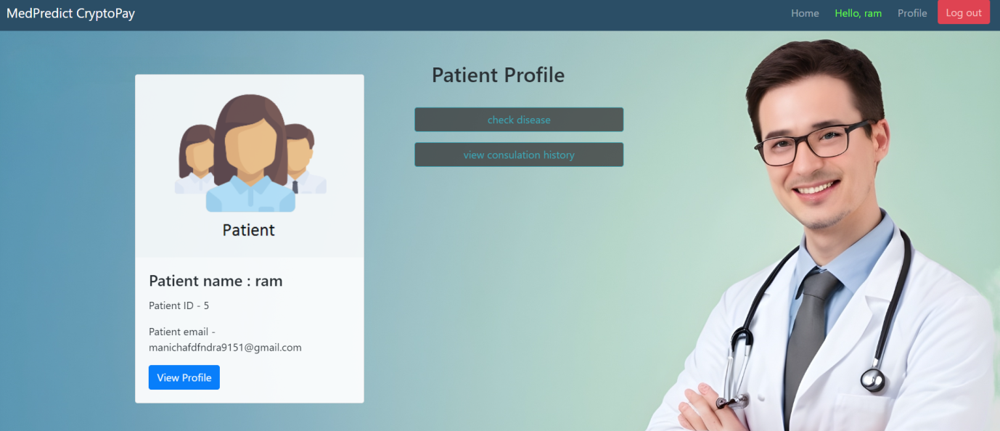 MedPredict CryptoPay
Home
Hello, ram
Profile
Log out
Patient
Patient name : ram
Patient ID - 5
Patient email -
manichafdfndra9151@gmail.com
View Profile
Patient Profile
check disease
view consulation history